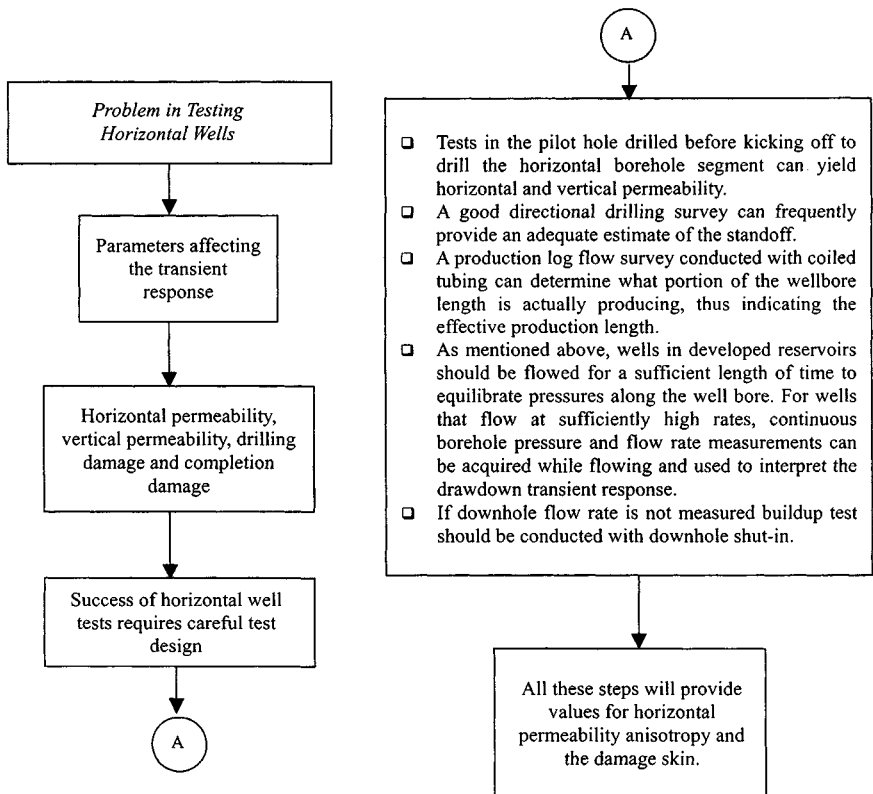 Problem in Testing
Horizontal Wells
Parameters affecting
the transient
response
Horizontal permeability,
vertical permeability, drilling
damage and completion
damage
Success of horizontal well
tests requires careful test
design
A
A
❑ Tests in the pilot hole drilled before kicking off to
drill the horizontal borehole segment can yield
horizontal and vertical permeability.
❑ A good directional drilling survey can frequently
provide an adequate estimate of the standoff.
❑ A production log flow survey conducted with coiled
tubing can determine what portion of the wellbore
length is actually producing, thus indicating the
effective production length.
❑ As mentioned above, wells in developed reservoirs
should be flowed for a sufficient length of time to
equilibrate pressures along the well bore. For wells
that flow at sufficiently high rates, continuous
borehole pressure and flow rate measurements can
be acquired while flowing and used to interpret the
drawdown transient response.
❑ If downhole flow rate is not measured buildup test
should be conducted with downhole shut-in.
All these steps will provide
values for horizontal
permeability anisotropy and
the damage skin.